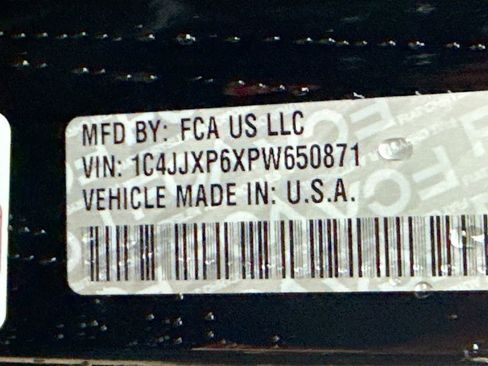 MFD BY: FCA US LLC
VIN: 1C4JJXP6XPW650871
VEHICLE MADE IN: U.S.A.